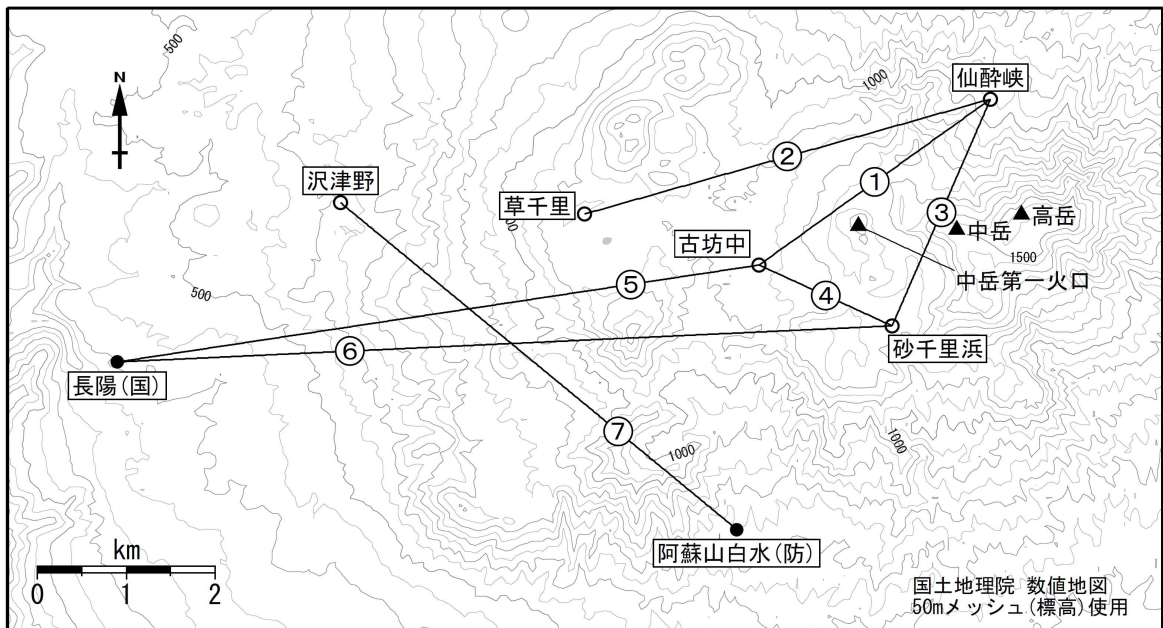 500
N
1000
仙酔峡
②
沢津野
①
草千里
00
③
高岳
中岳
古坊中
1500
中岳第一火口
⑤
④
500
⑥
砂千里浜
長陽(国)
⑦
1000
1000
阿蘇山白水(防)
km
0 1 2
国土地理院 数値地図
50mメッシュ(標高)使用